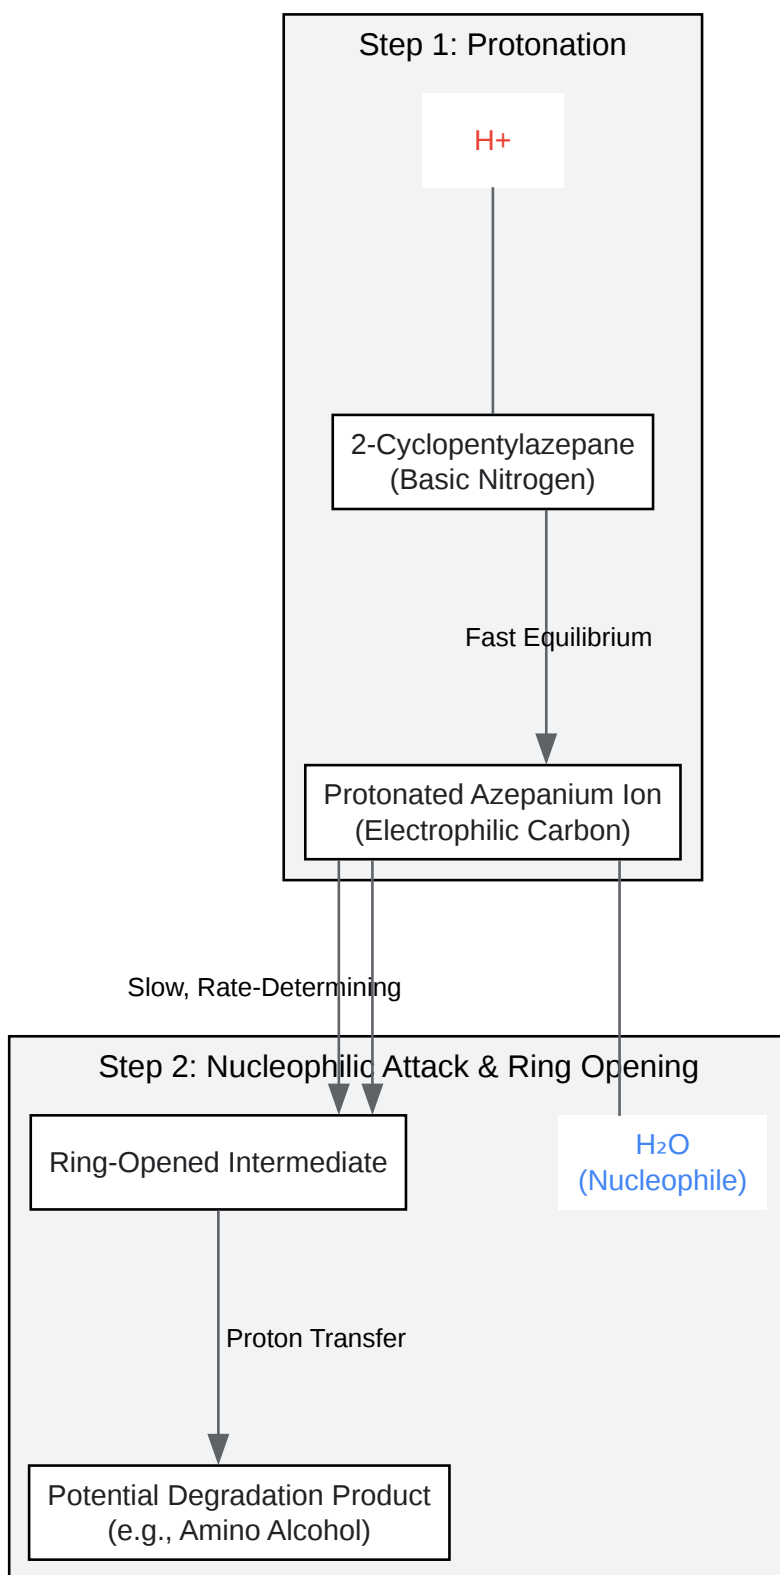 Step 1: Protonation
H+
2-Cyclopentylazepane
(Basic Nitrogen)
Fast Equilibrium
Protonated Azepanium Ion
(Electrophilic Carbon)
Slow, Rate-Determining
Step 2: Nucleophilic Attack & Ring Opening
Ring-Opened Intermediate
H₂O
(Nucleophile)
Proton Transfer
Potential Degradation Product
(e.g., Amino Alcohol)